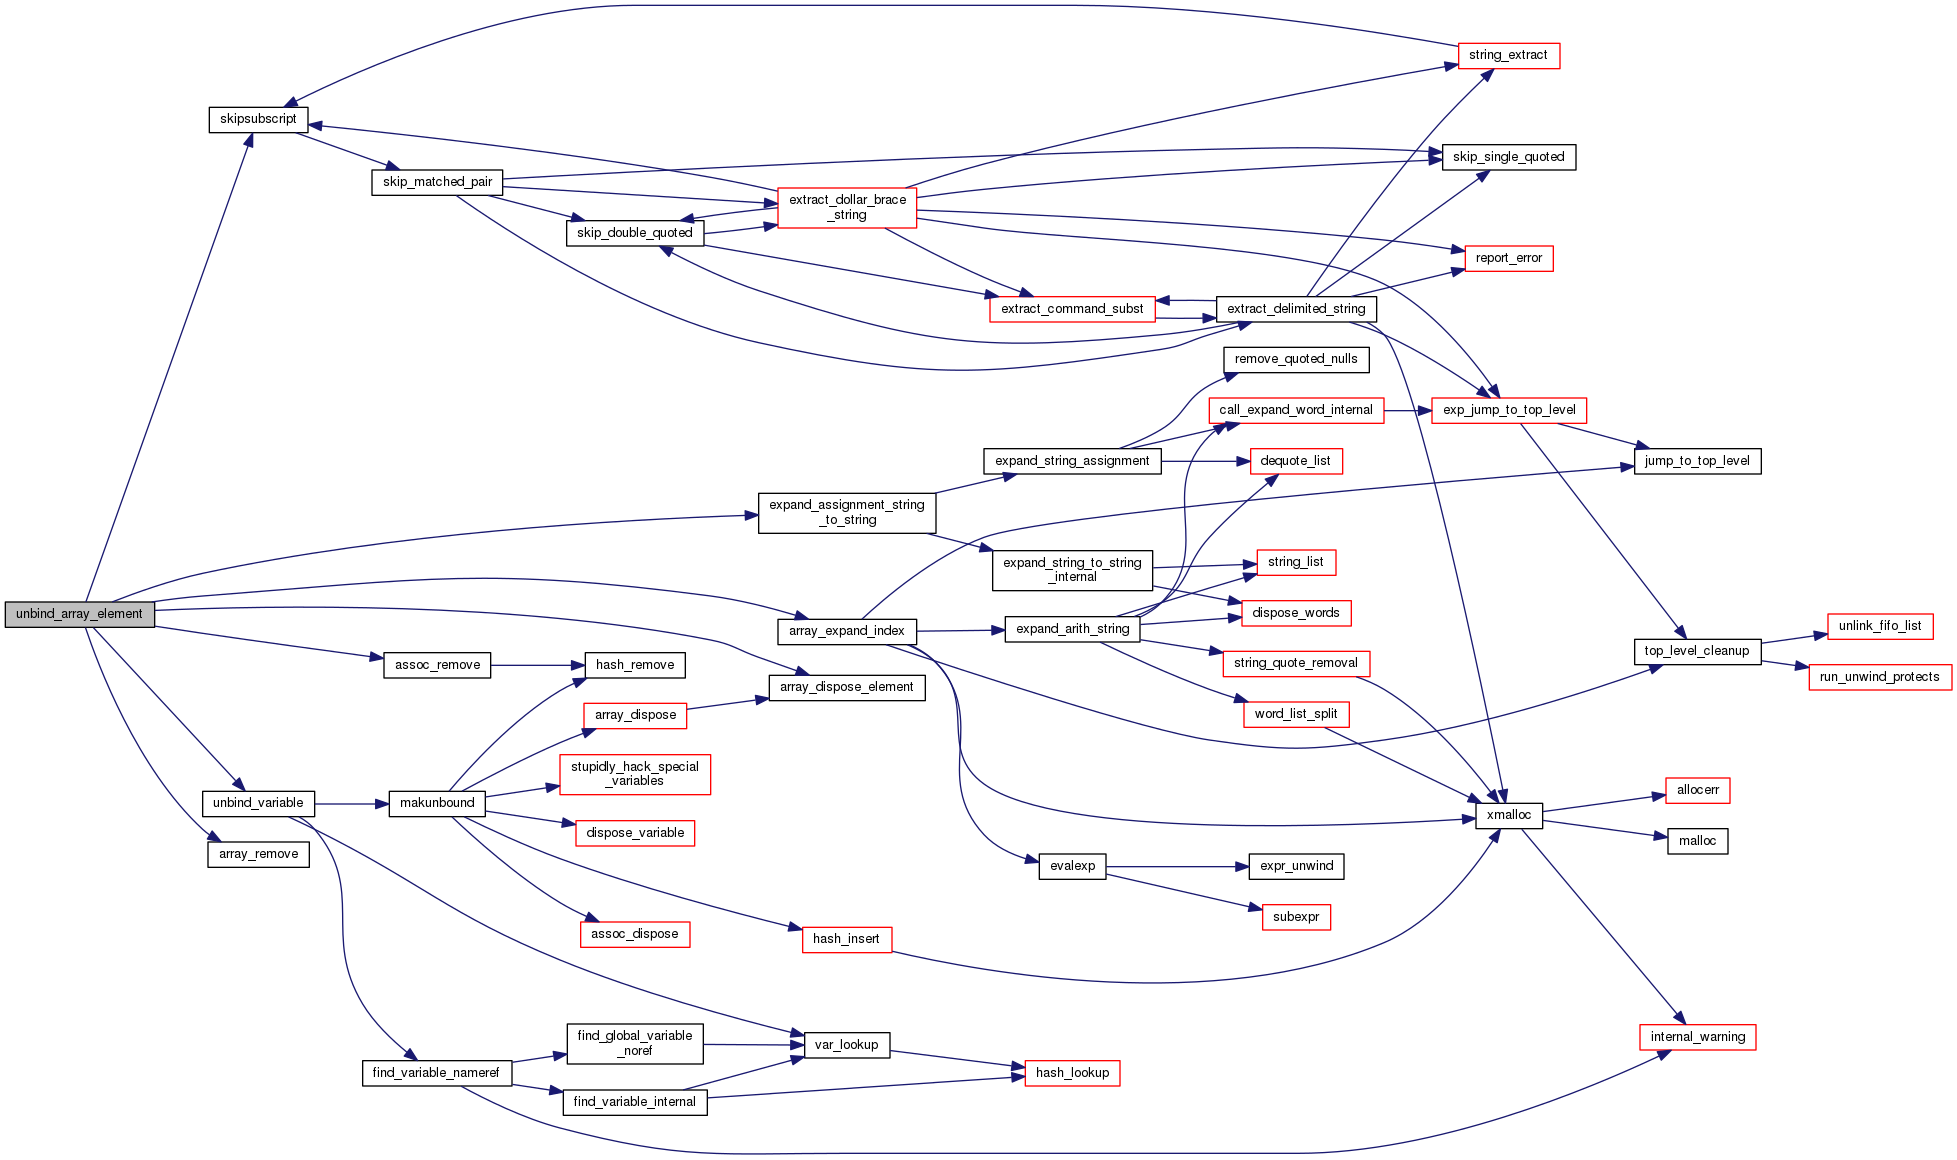 string_extract
skipsubscript
skip_single_quoted
skip_matched_pair
extract_dollar_brace
_string
skip_double_quoted
report_error
extract_command_subst
extract_delimited_string
remove_quoted_nulls
call_expand_word_internal
exp_jump_to_top_level
expand_string_assignment
dequote_list
jump_to_top_level
expand_assignment_string
_to_string
expand_string_to_string
_internal
string_list
unbind_array_element
dispose_words
array_expand_index
expand_arith_string
unlink_fifo_list
top_level_cleanup
assoc_remove
hash_remove
string_quote_removal
run_unwind_protects
array_dispose_element
array_dispose
word_list_split
stupidly_hack_special
_variables
allocerr
unbind_variable
makunbound
xmalloc
dispose_variable
malloc
array_remove
evalexp
expr_unwind
subexpr
assoc_dispose
hash_insert
find_global_variable
_noref
var_lookup
internal_warning
find_variable_nameref
hash_lookup
find_variable_internal